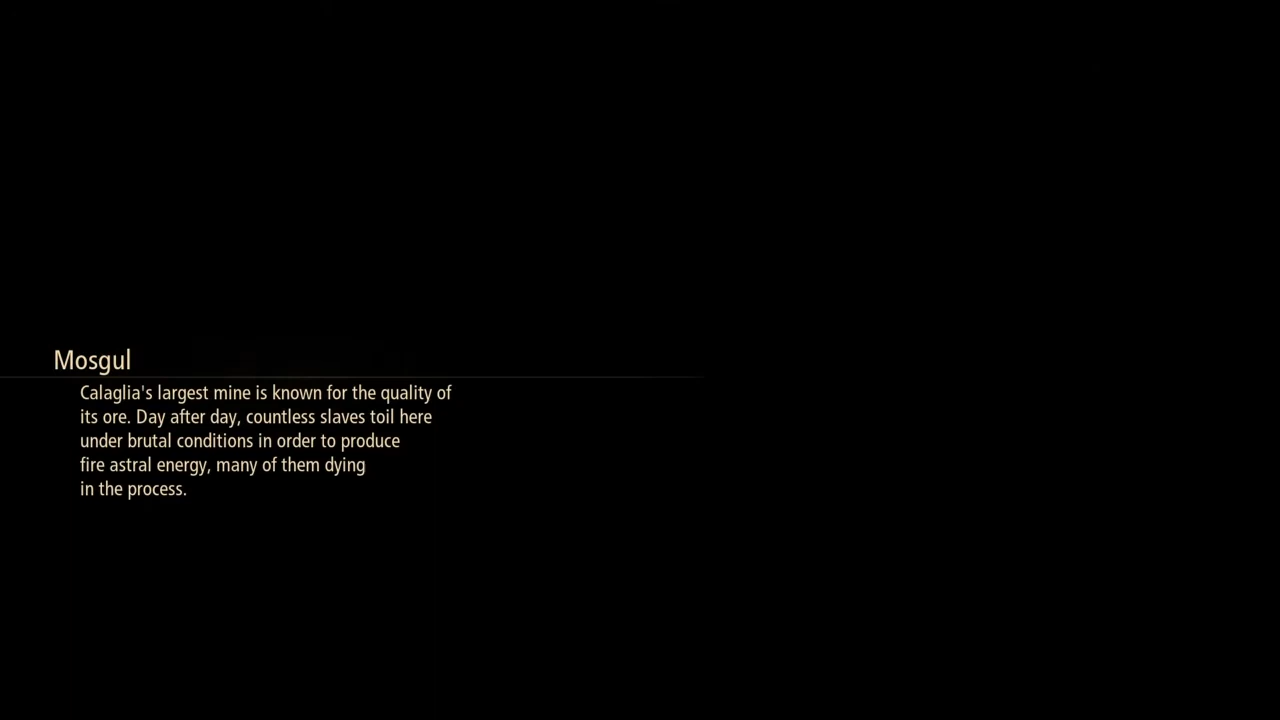 Mosgul
Calaglia's largest mine is known for the quality of
its ore. Day after day, countless slaves toil here
under brutal conditions in order to produce
fire astral energy, many of them dying
in the process.